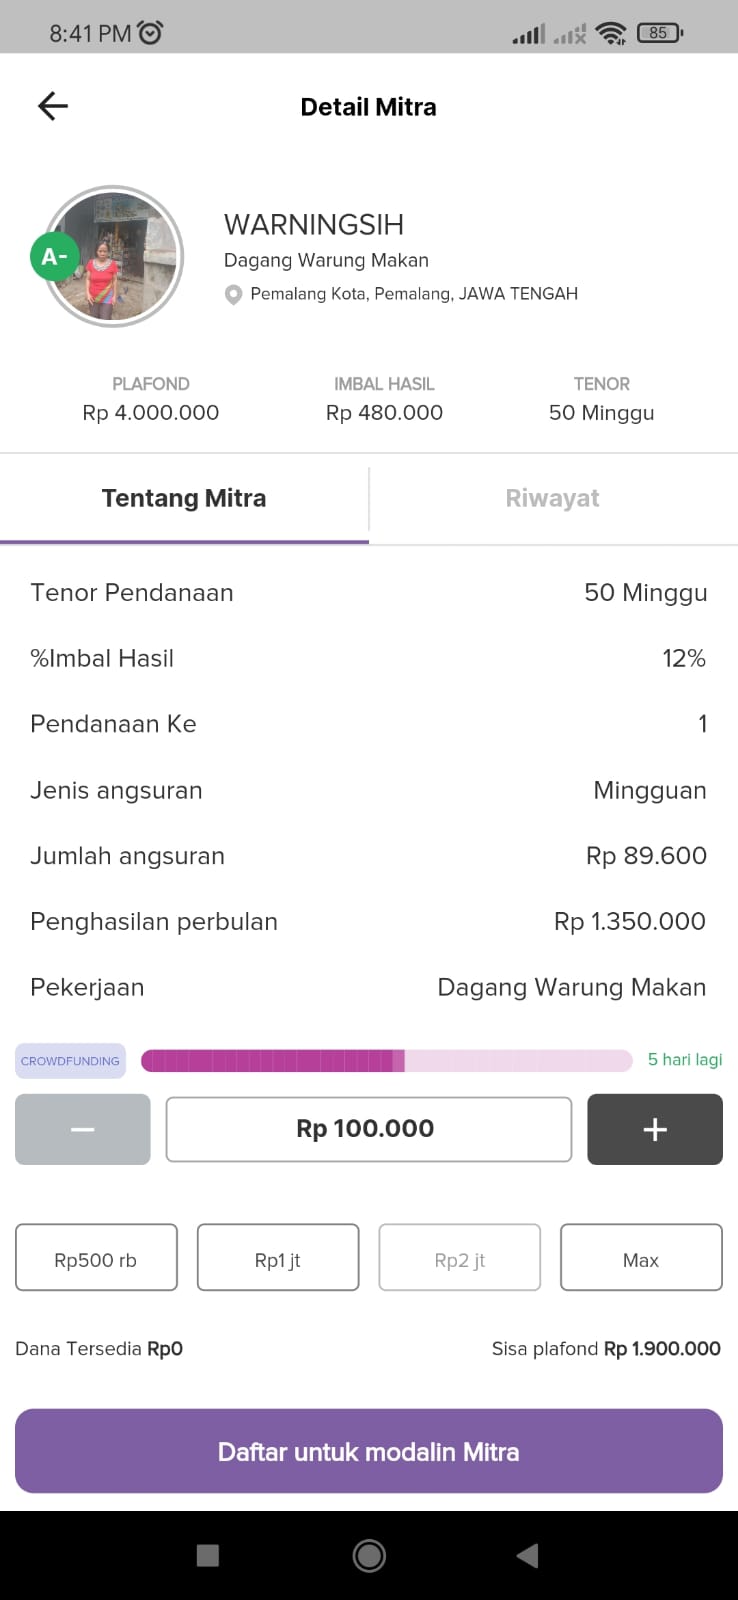 8:41 PM
85
Detail Mitra
A-
WARNINGSIH
Dagang Warung Makan
Pemalang Kota, Pemalang, JAWA TENGAH
PLAFOND IMBAL HASIL TENOR
Rp 4.000.000 Rp 480.000 50 Minggu
Tentang Mitra Riwayat
Tenor Pendanaan 50 Minggu
%Imbal Hasil 12%
Pendanaan Ke 1
Jenis angsuran Mingguan
Jumlah angsuran Rp 89.600
Penghasilan perbulan Rp 1.350.000
Pekerjaan Dagang Warung Makan
CROWDFUNDING 5 hari lagi
− Rp 100.000 +
Rp500 rb Rp1 jt Rp2 jt Max
Dana Tersedia Rp0 Sisa plafond Rp 1.900.000
Daftar untuk modalin Mitra